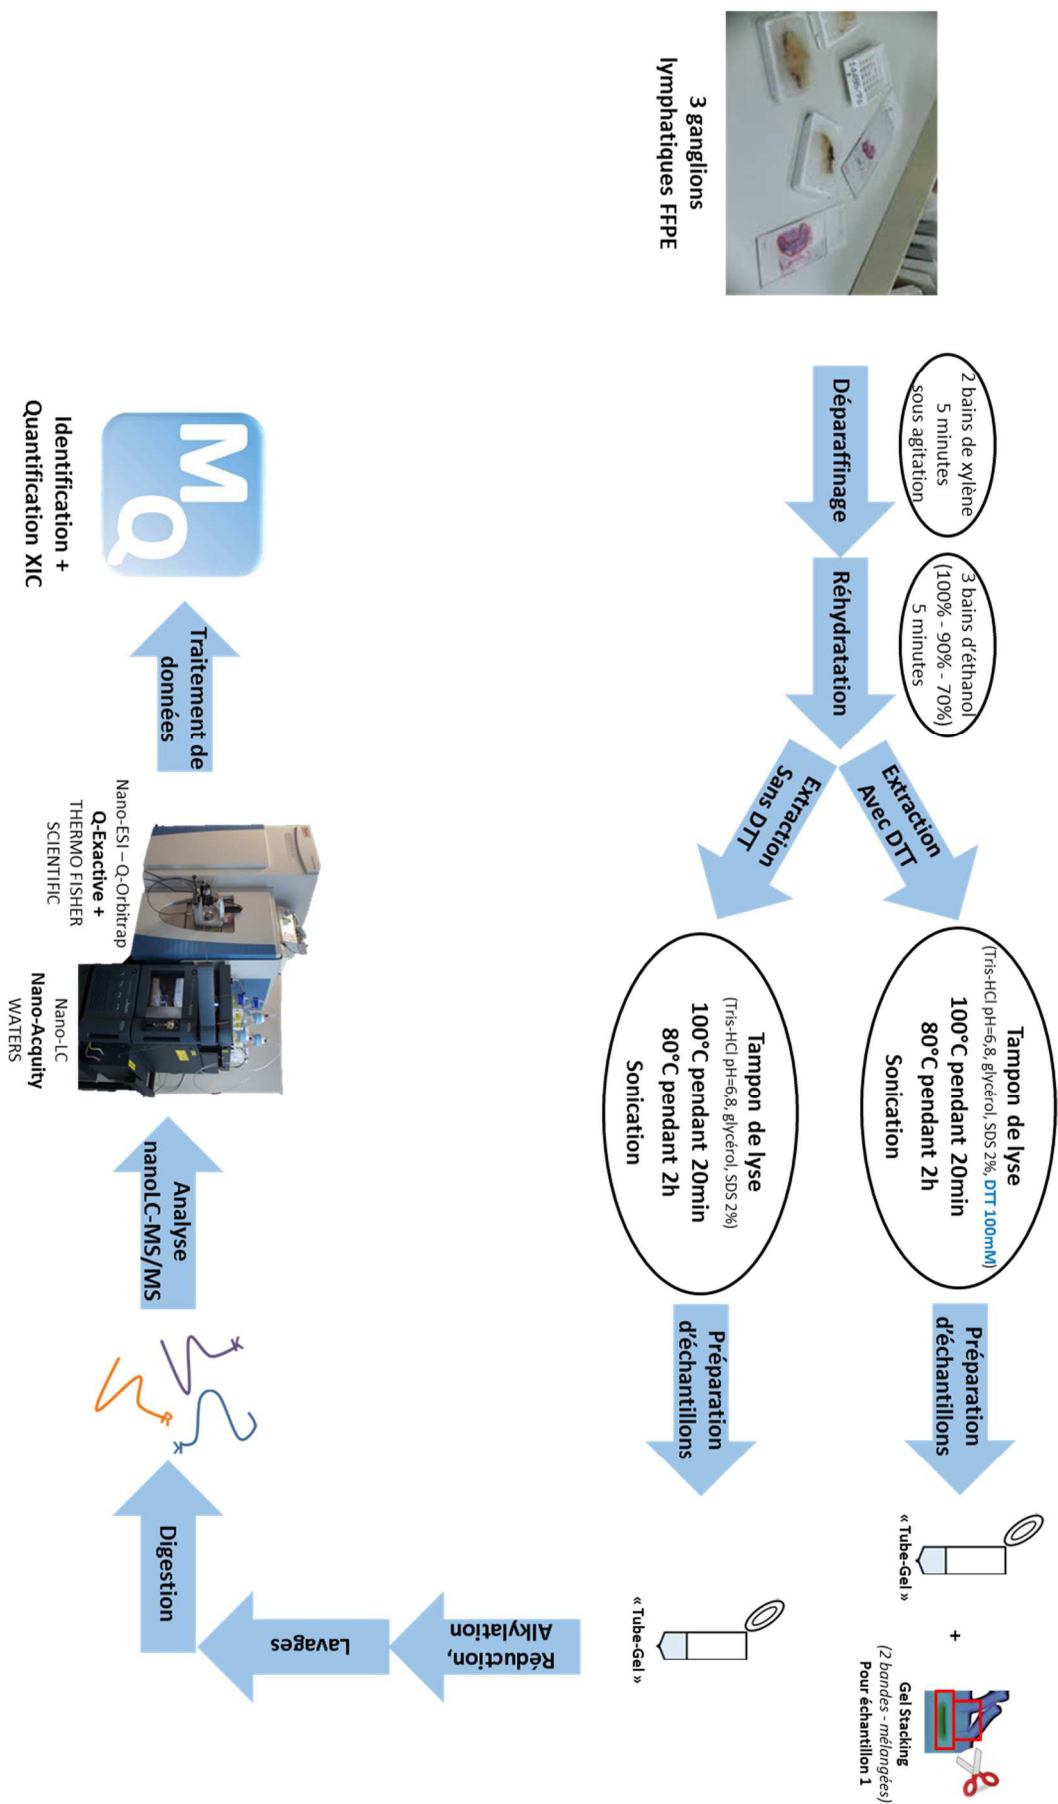 3 ganglions
lymphatiques FFPE
2 bains de xylène
5 minutes
sous agitation
Déparaffinage
3 bains d'éthanol
(100% - 90% - 70%)
5 minutes
Réhydratation
Extraction
Avec DTT
Extraction
Sans DTT
Tampon de lyse
(Tris-HCl pH=6,8, glycérol, SDS 2%, DTT 100mM)
100°C pendant 20min
80°C pendant 2h
Sonication
Tampon de lyse
(Tris-HCl pH=6,8, glycérol, SDS 2%)
100°C pendant 20min
80°C pendant 2h
Sonication
Préparation
d'échantillons
Préparation
d'échantillons
« Tube-Gel »
+
Gel Stacking
(2 bandes - mélangées)
Pour échantillon 1
« Tube-Gel »
Réduction,
Alkylation
Lavages
Digestion
K
R
K
Analyse
nanoLC-MS/MS
Nano-LC
Nano-Acquity
WATERS
Nano-ESI – Q-Orbitrap
Q-Exactive +
THERMO FISHER
SCIENTIFIC
Traitement de
données
M
Q
Identification +
Quantification XIC